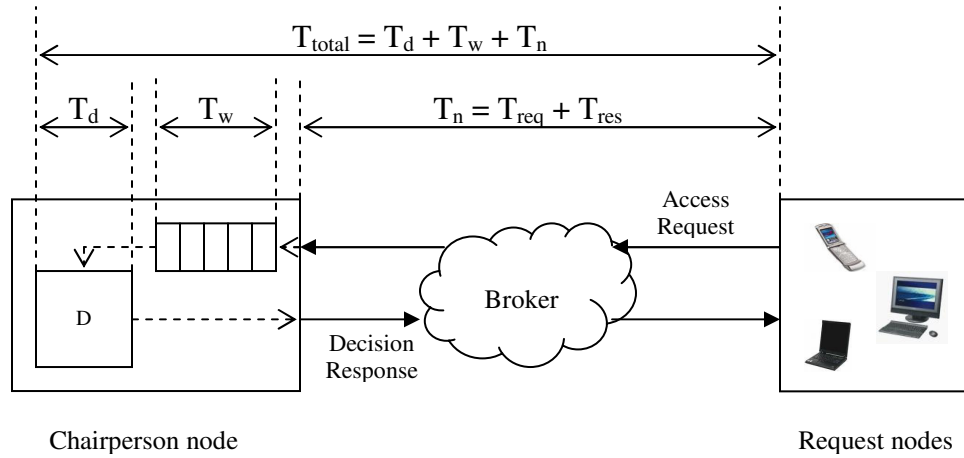 T_total = T_d + T_w + T_n
T_d
T_w
T_n = T_req + T_res
Access
Request
Broker
D
Decision
Response
Chairperson node
Request nodes